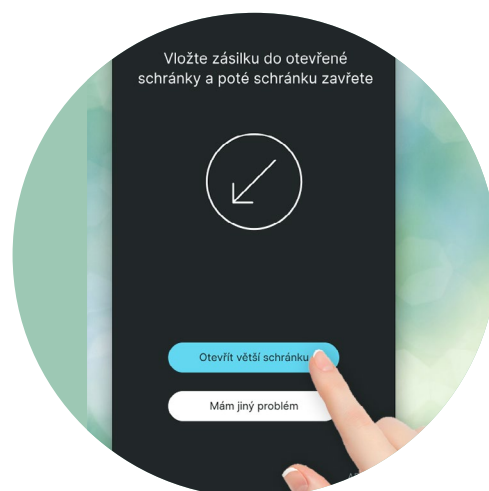 Vložte zásilku do otevřené
schránky a poté schránku zavřete
Otevřít větší schránku
Mám jiný problém